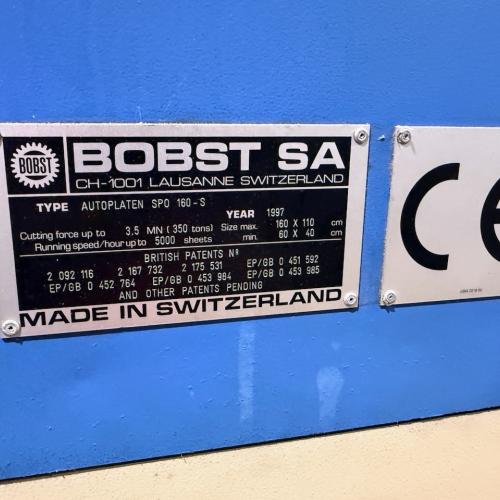 BOBST
BOBST SA
CH-1001 LAUSANNE SWITZERLAND
TYPE AUTOPLATEN SPO 160-S
YEAR 1997
Cutting force up to 3.5 MN (350 tons) Size max. 160 X 110 cm
Running speed/hour up to 5000 sheets min. 60 X 40 cm
BRITISH PATENTS Nº
2 092 116 2 167 732 2 175 531 EP/GB 0 451 592
EP/GB 0 452 764 EP/GB 0 453 984 EP/GB 0 453 985
AND OTHER PATENTS PENDING
MADE IN SWITZERLAND
CE